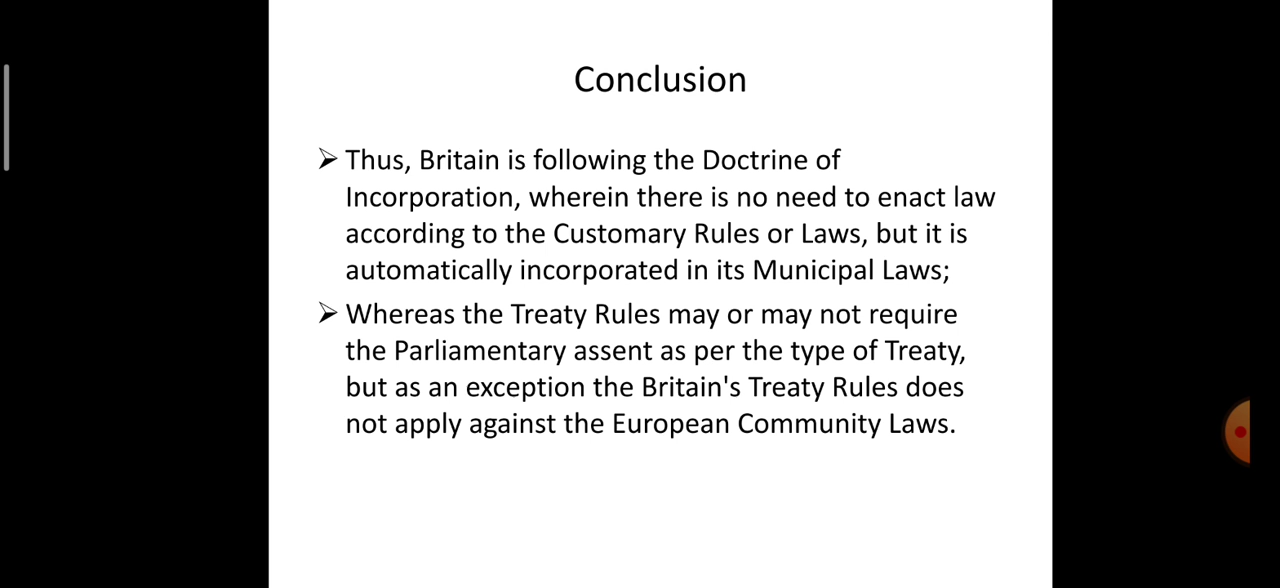 Conclusion
➢ Thus, Britain is following the Doctrine of
Incorporation, wherein there is no need to enact law
according to the Customary Rules or Laws, but it is
automatically incorporated in its Municipal Laws;
➢ Whereas the Treaty Rules may or may not require
the Parliamentary assent as per the type of Treaty,
but as an exception the Britain's Treaty Rules does
not apply against the European Community Laws.